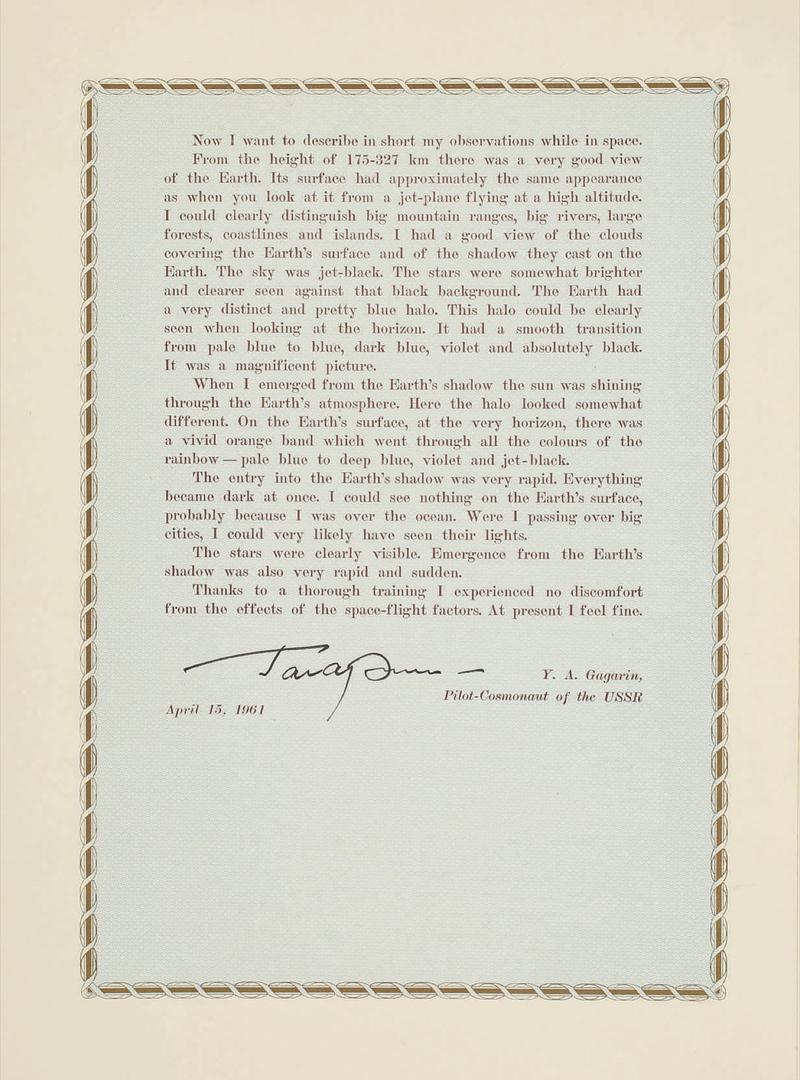 Now I want to describe in short my observations while in space.
From the height of 175-327 km there was a very good view
of the Earth. Its surface had approximately the same appearance
as when you look at it from a jet-plane flying at a high altitude.
I could clearly distinguish big mountain ranges, big rivers, large
forests, coastlines and islands. I had a good view of the clouds
covering the Earth's surface and of the shadow they cast on the
Earth. The sky was jet-black. The stars were somewhat brighter
and clearer seen against that black background. The Earth had
a very distinct and pretty blue halo. This halo could be clearly
seen when looking at the horizon. It had a smooth transition
from pale blue to blue, dark blue, violet and absolutely black.
It was a magnificent picture.
When I emerged from the Earth's shadow the sun was shining
through the Earth's atmosphere. Here the halo looked somewhat
different. On the Earth's surface, at the very horizon, there was
a vivid orange band which went through all the colours of the
rainbow — pale blue to deep blue, violet and jet-black.
The entry into the Earth's shadow was very rapid. Everything
became dark at once. I could see nothing on the Earth's surface,
probably because I was over the ocean. Were I passing over big
cities, I could very likely have seen their lights.
The stars were clearly visible. Emergence from the Earth's
shadow was also very rapid and sudden.
Thanks to a thorough training I experienced no discomfort
from the effects of the space-flight factors. At present I feel fine.
Y. A. Gagarin,
Pilot-Cosmonaut of the USSR
April 15, 1961